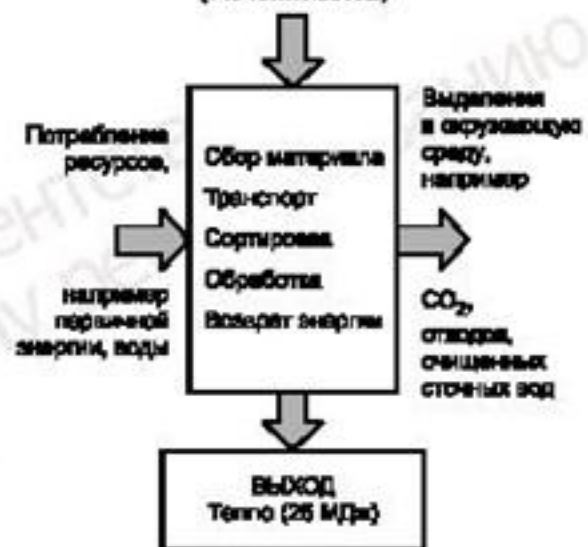 Потребление
ресурсов,
например
первичной
энергии, воды
Сбор материала
Транспорт
Сортировка
Обработка
Возврат энергии
Выделения
в окружающую
среду,
например
CO₂,
отходов,
очищенных
сточных вод
ВЫХОД
Тепло (25 МДж)